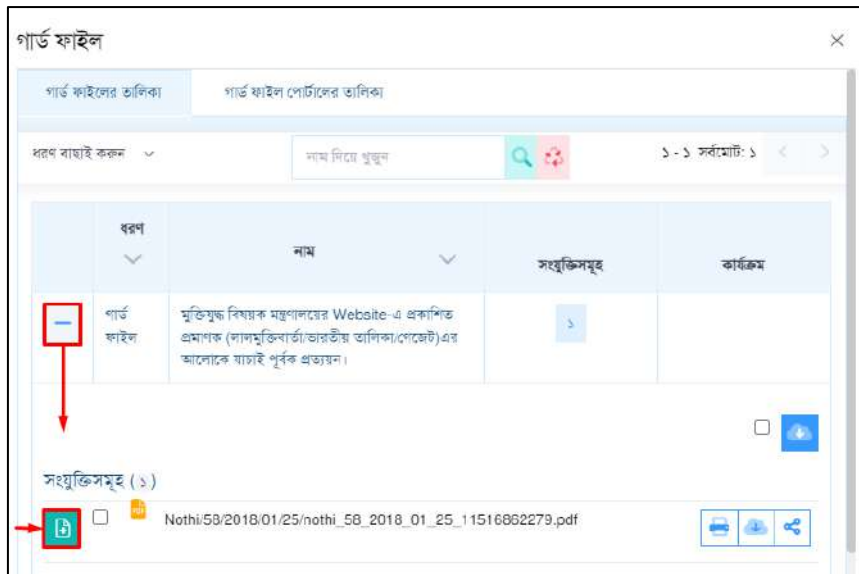 গার্ড ফাইল
গার্ড ফাইলের তালিকা গার্ড ফাইল পোর্টালের তালিকা
ধরণ বাছাই করুন নাম দিয়ে খুজুন ১ - ১ সর্বমোট: ১
ধরণ নাম সংযুক্তিসমূহ কার্যক্রম
গার্ড ফাইল মুক্তিযুদ্ধ বিষয়ক মন্ত্রণালয়ের Website-এ প্রকাশিত
প্রমাণক (লালমুক্তিবার্তা/ভারতীয় তালিকা/গেজেট)এর
আলোকে যাচাই পূর্বক প্রত্যয়ন।
১
সংযুক্তিসমূহ (১)
PDF Nothi/58/2018/01/25/nothi_58_2018_01_25_11516862279.pdf